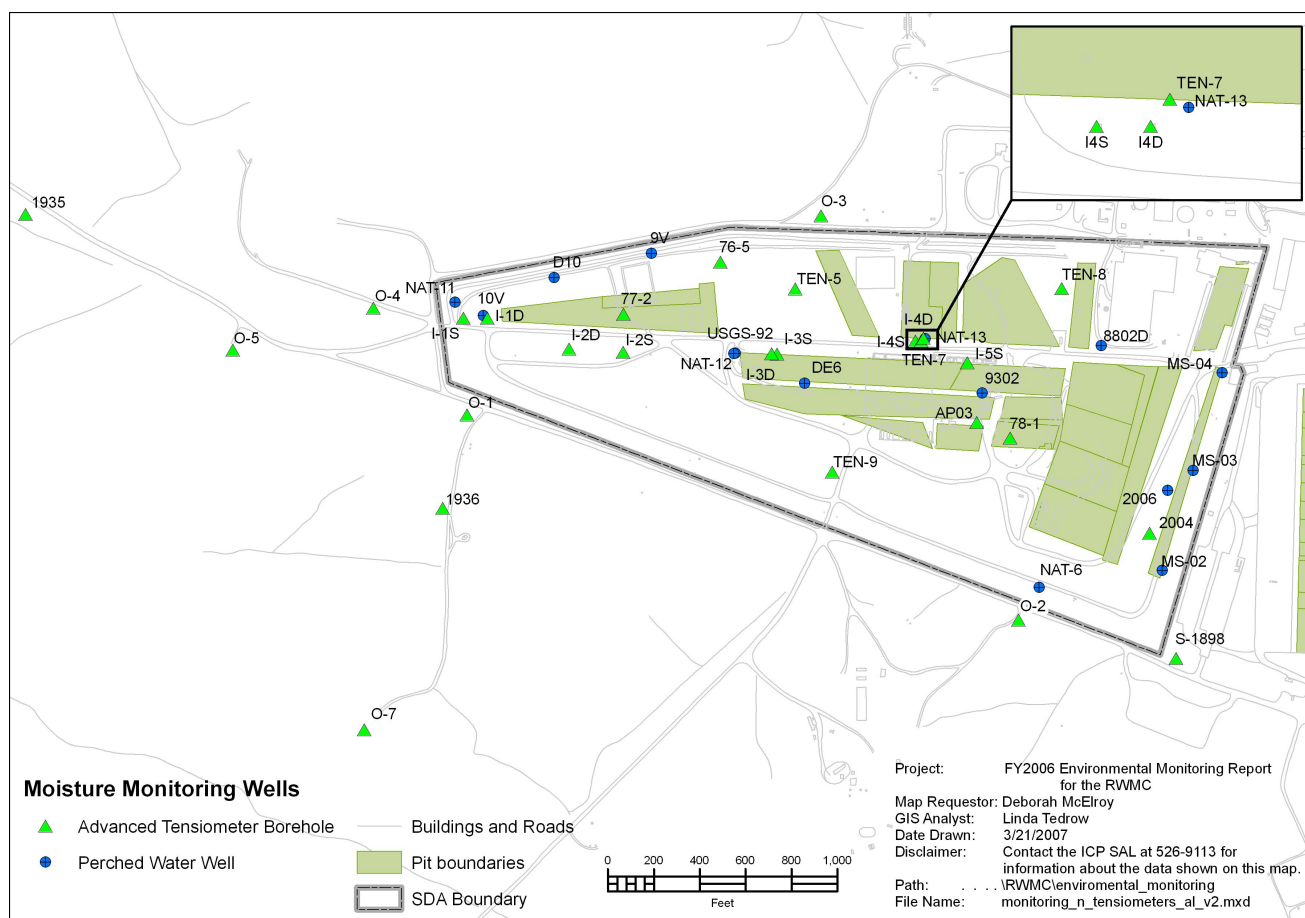 TEN-7
NAT-13
I4S
I4D
1935
O-3
9V
76-5
D10
TEN-5
TEN-8
NAT-11
10V
77-2
O-4
I-1S
I-1D
I-4D
USGS-92
I-3S
I-4S
NAT-13
8802D
O-5
I-2D
I-2S
NAT-12
TEN-7
I-5S
MS-04
I-3D
DE6
9302
O-1
AP03
78-1
TEN-9
MS-03
1936
2006
2004
MS-02
NAT-6
O-2
S-1898
O-7
Moisture Monitoring Wells
Advanced Tensiometer Borehole
Perched Water Well
Buildings and Roads
Pit boundaries
SDA Boundary
0 200 400 600 800 1,000
Feet
Project: FY2006 Environmental Monitoring Report
for the RWMC
Map Requestor: Deborah McElroy
GIS Analyst: Linda Tedrow
Date Drawn: 3/21/2007
Disclaimer: Contact the ICP SAL at 526-9113 for
information about the data shown on this map.
Path: . . . . \RWMC\enviromental_monitoring
File Name: monitoring_n_tensiometers_al_v2.mxd